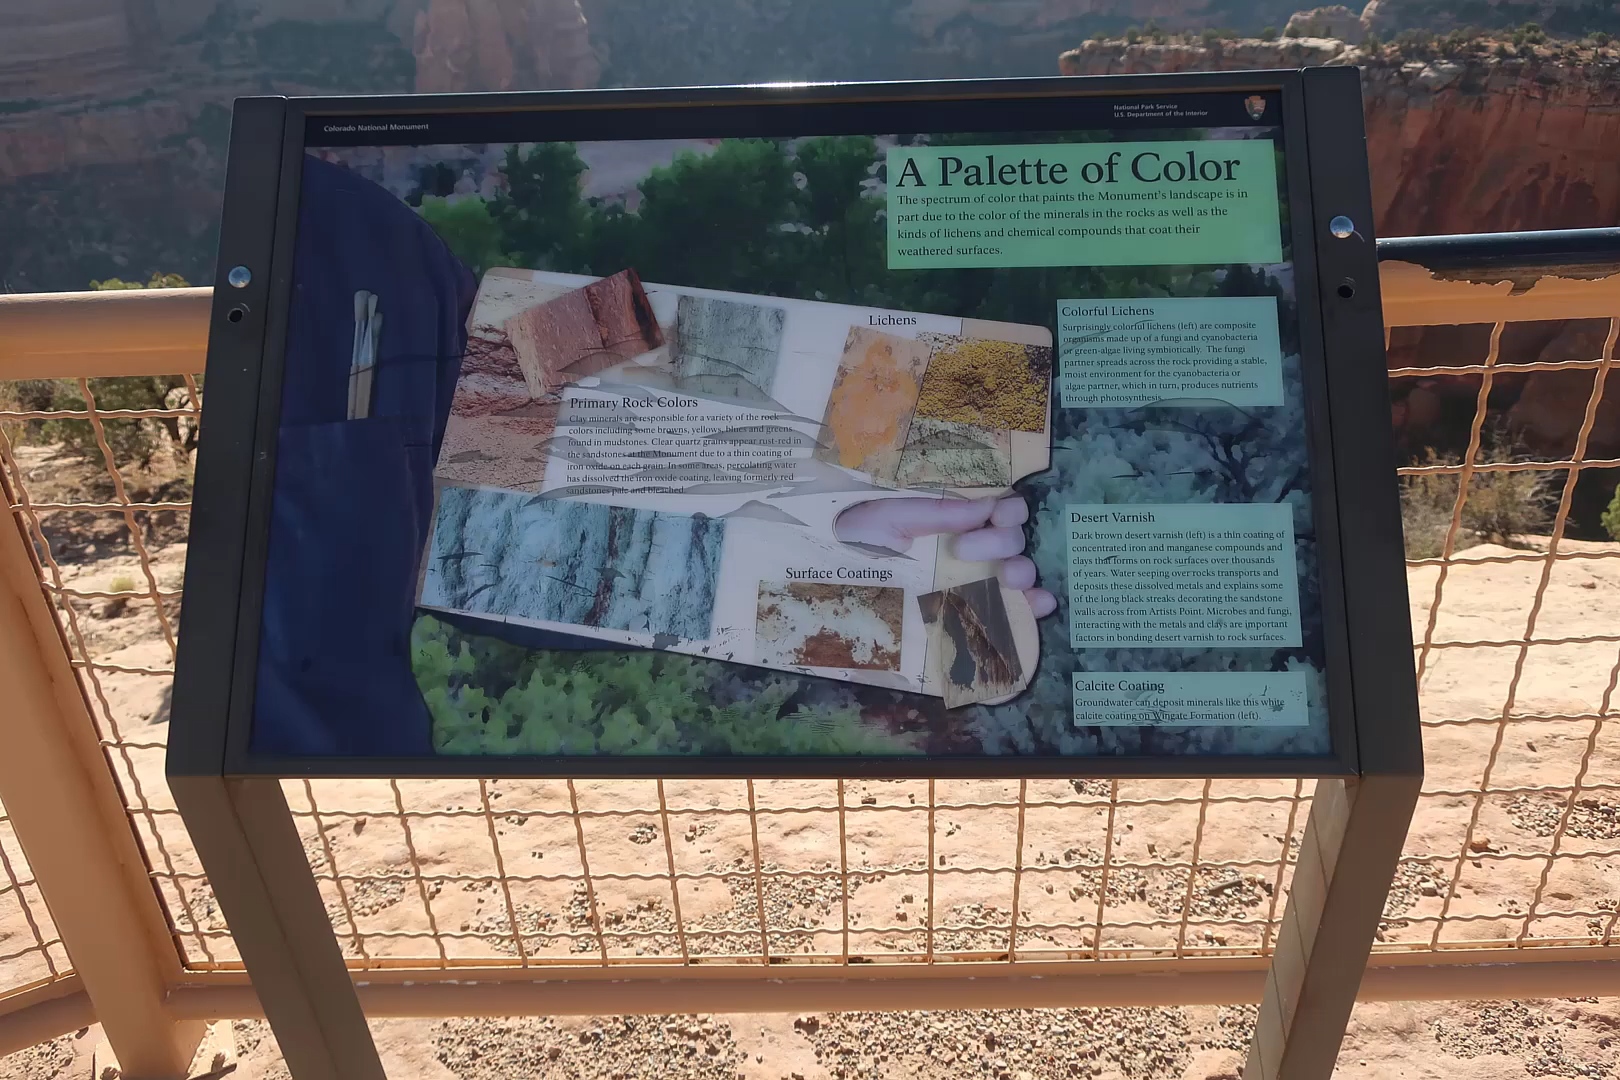 Colorado National Monument
National Park Service
U.S. Department of the Interior
A Palette of Color
The spectrum of color that paints the Monument's landscape is in
part due to the color of the minerals in the rocks as well as the
kinds of lichens and chemical compounds that coat their
weathered surfaces.
Lichens
Primary Rock Colors
Clay minerals are responsible for a variety of the rock
colors including some browns, yellows, blues and greens
found in mudstones. Clear quartz grains appear rust-red in
the sandstones at the Monument due to a thin coating of
iron oxide on each grain. In some areas, percolating water
has dissolved the iron oxide coating, leaving formerly red
sandstones pale and bleached.
Surface Coatings
Colorful Lichens
Surprisingly colorful lichens (left) are composite
organisms made up of a fungi and cyanobacteria
or green-algae living symbiotically. The fungi
partner spreads across the rock providing a stable,
moist environment for the cyanobacteria or
algae partner, which in turn, produces nutrients
through photosynthesis.
Desert Varnish
Dark brown desert varnish (left) is a thin coating of
concentrated iron and manganese compounds and
clays that forms on rock surfaces over thousands
of years. Water seeping over rocks transports and
deposits these dissolved metals and explains some
of the long black streaks decorating the sandstone
walls across from Artists Point. Microbes and fungi,
interacting with the metals and clays are important
factors in bonding desert varnish to rock surfaces.
Calcite Coating
Groundwater can deposit minerals like this white
calcite coating on Wingate Formation (left).